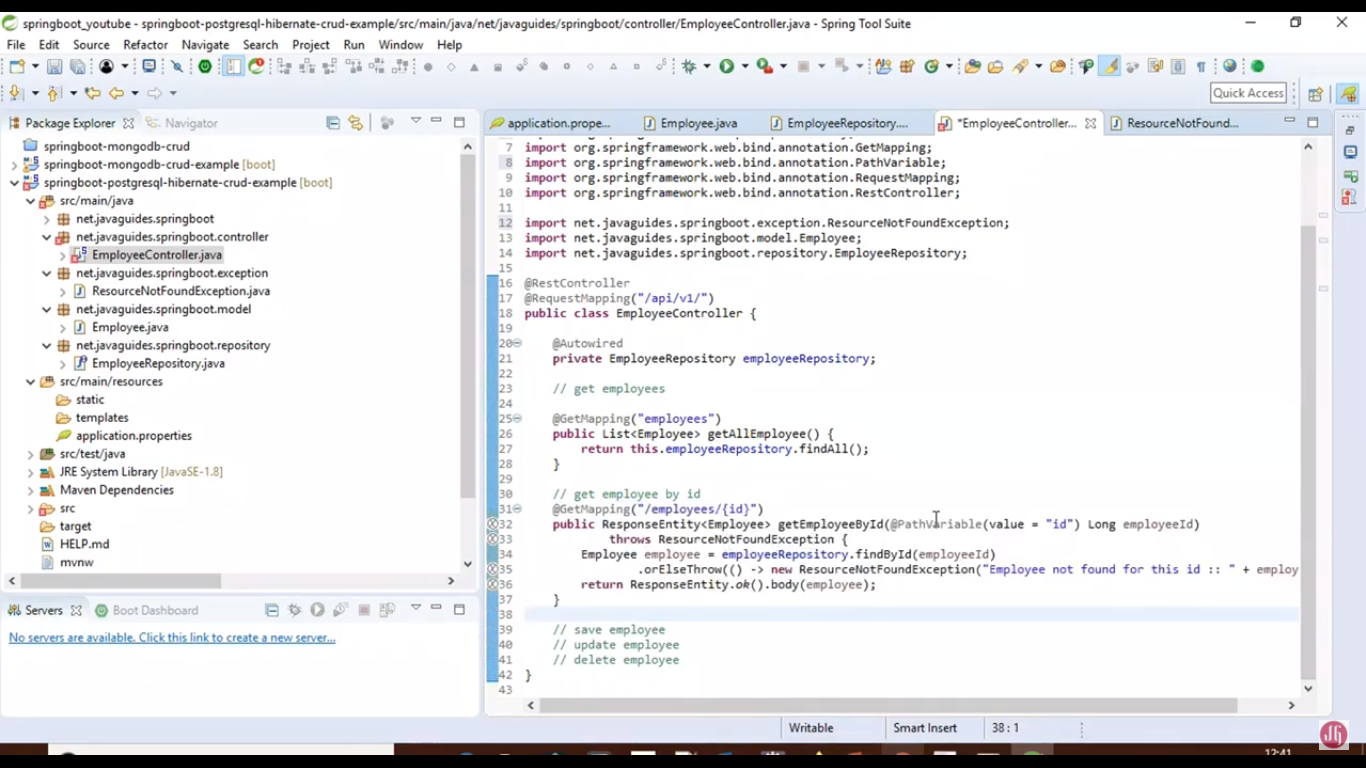 springboot_youtube - springboot-postgresql-hibernate-crud-example/src/main/java/net/javaguides/springboot/controller/EmployeeController.java - Spring Tool Suite
File Edit Source Refactor Navigate Search Project Run Window Help
Quick Access
Package Explorer Navigator
springboot-mongodb-crud
springboot-mongodb-crud-example [boot]
springboot-postgresql-hibernate-crud-example [boot]
src/main/java
net.javaguides.springboot
net.javaguides.springboot.controller
EmployeeController.java
net.javaguides.springboot.exception
ResourceNotFoundException.java
net.javaguides.springboot.model
Employee.java
net.javaguides.springboot.repository
EmployeeRepository.java
src/main/resources
static
templates
application.properties
src/test/java
JRE System Library [JavaSE-1.8]
Maven Dependencies
src
target
HELP.md
mvnw
Servers Boot Dashboard
No servers are available. Click this link to create a new server...
application.prope... Employee.java EmployeeRepository.... *EmployeeController... ResourceNotFound...
7 import org.springframework.web.bind.annotation.GetMapping;
8 import org.springframework.web.bind.annotation.PathVariable;
9 import org.springframework.web.bind.annotation.RequestMapping;
10 import org.springframework.web.bind.annotation.RestController;
11
12 import net.javaguides.springboot.exception.ResourceNotFoundException;
13 import net.javaguides.springboot.model.Employee;
14 import net.javaguides.springboot.repository.EmployeeRepository;
15
16 @RestController
17 @RequestMapping("/api/v1/")
18 public class EmployeeController {
19
20 @Autowired
21 private EmployeeRepository employeeRepository;
22
23 // get employees
24
25 @GetMapping("employees")
26 public List<Employee> getAllEmployee() {
27 return this.employeeRepository.findAll();
28 }
29
30 // get employee by id
31 @GetMapping("/employees/{id}")
32 public ResponseEntity<Employee> getEmployeeById(@PathVariable(value = "id") Long employeeId)
33 throws ResourceNotFoundException {
34 Employee employee = employeeRepository.findById(employeeId)
35 .orElseThrow(() -> new ResourceNotFoundException("Employee not found for this id :: " + employ
36 return ResponseEntity.ok().body(employee);
37 }
38
39 // save employee
40 // update employee
41 // delete employee
42 }
43
Writable Smart Insert 38 : 1
12:41